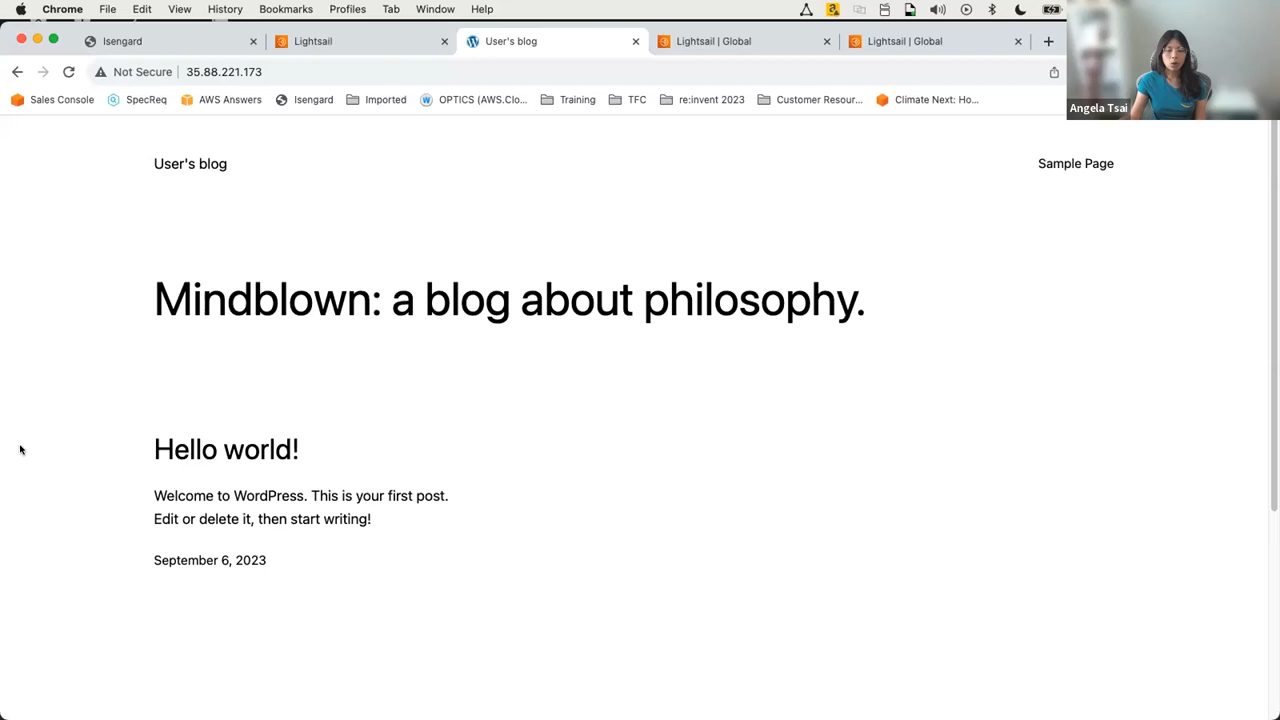 Chrome File Edit View History Bookmarks Profiles Tab Window Help
Isengard
Lightsail
User's blog
Lightsail | Global
Lightsail | Global
Not Secure 35.88.221.173
Sales Console
SpecReq
AWS Answers
Isengard
Imported
OPTICS (AWS.Clo...
Training
TFC
re:invent 2023
Customer Resour...
Climate Next: Ho...
Angela Tsai
User's blog
Sample Page
Mindblown: a blog about philosophy.
Hello world!
Welcome to WordPress. This is your first post.
Edit or delete it, then start writing!
September 6, 2023